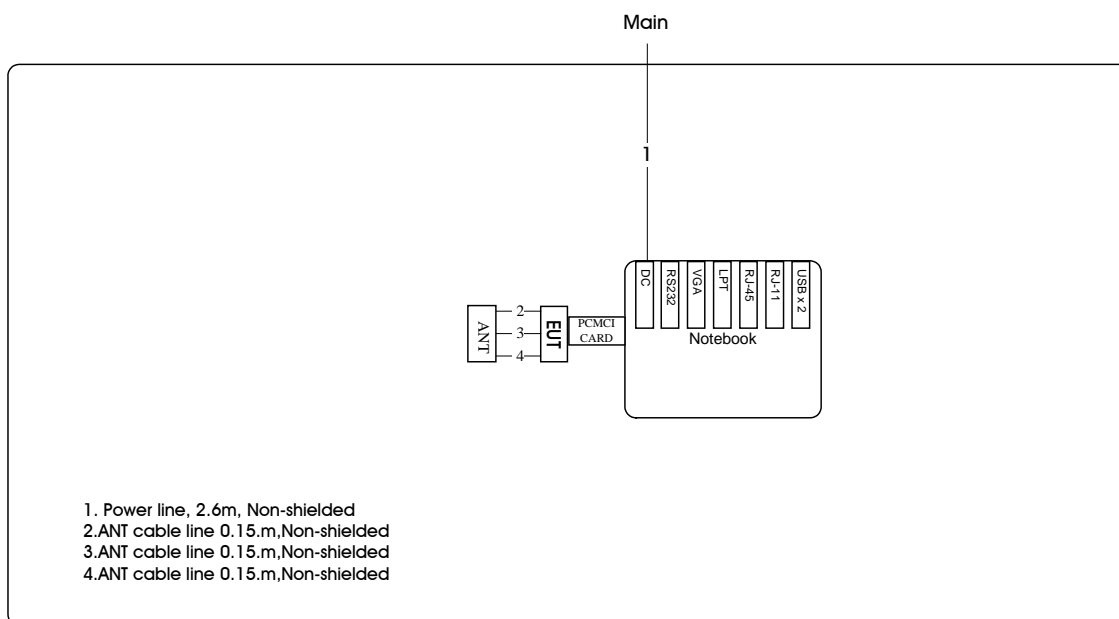 Main
1
DC
RS232
VGA
LPT
RJ-45
RJ-11
USB x 2
Notebook
ANT
2
3
4
EUT
PCMCI
CARD
1. Power line, 2.6m, Non-shielded
2.ANT cable line 0.15.m,Non-shielded
3.ANT cable line 0.15.m,Non-shielded
4.ANT cable line 0.15.m,Non-shielded